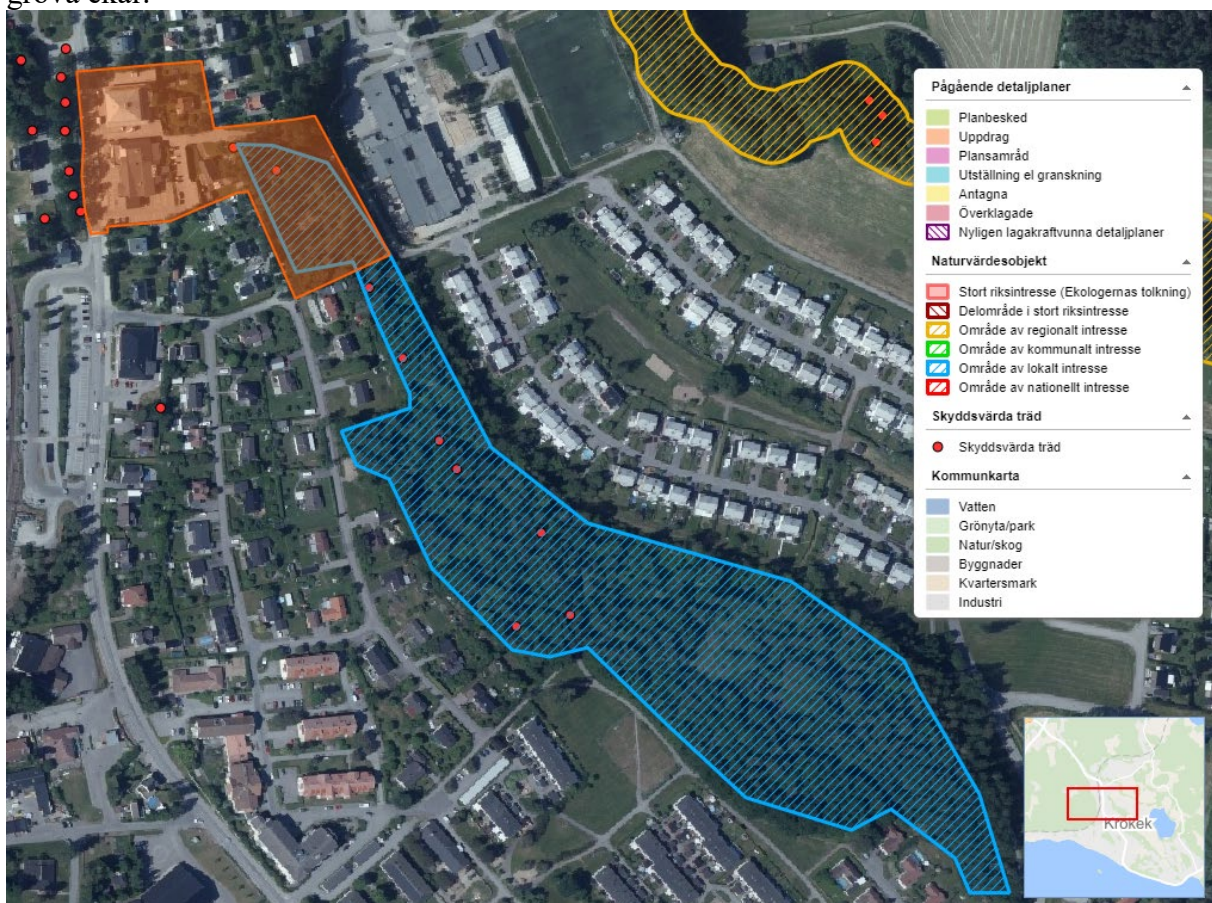 grova ekar.
Pågående detaljplaner
Planbesked
Uppdrag
Plansamråd
Utställning el granskning
Antagna
Överklagade
Nyligen lagakraftvunna detaljplaner
Naturvärdesobjekt
Stort riksintresse (Ekologernas tolkning)
Delområde i stort riksintresse
Område av regionalt intresse
Område av kommunalt intresse
Område av lokalt intresse
Område av nationellt intresse
Skyddsvärda träd
Skyddsvärda träd
Kommunkarta
Vatten
Grönyta/park
Natur/skog
Byggnader
Kvartersmark
Industri
Krokek